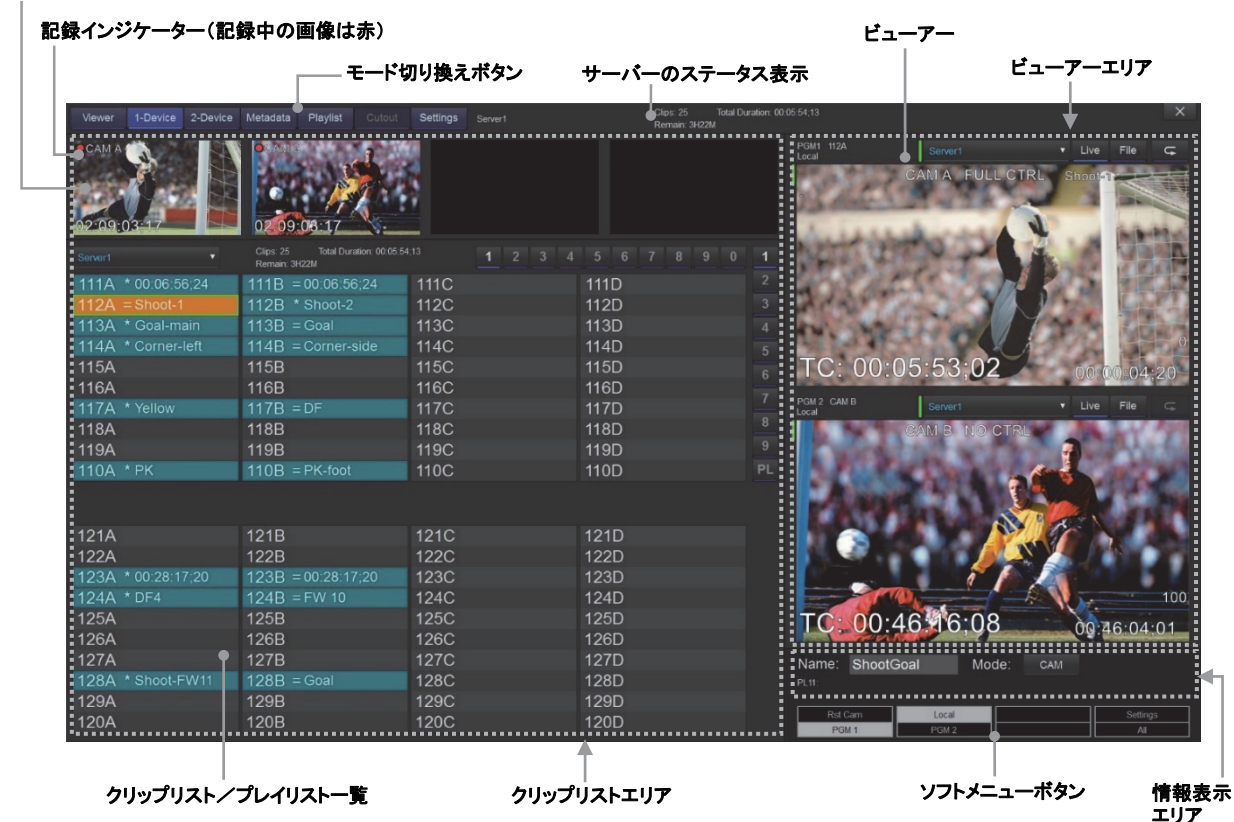 記録インジケーター(記録中の画像は赤)
ビューアー
モード切り換えボタン
サーバーのステータス表示
ビューアーエリア
Viewer 1-Device 2-Device Metadata Playlist Cutout Settings Server1
Clips: 25 Total Duration: 00:05:54;13
Remain: 3H22M
CAM A
02:09:03:17
02:09:06:17
Server1
Clips: 25 Total Duration: 00:05:54;13
Remain: 3H22M
1 2 3 4 5 6 7 8 9 0 1
111A * 00:06:56;24 111B = 00:06:56;24 111C 111D 2
112A = Shoot-1 112B * Shoot-2 112C 112D 3
113A * Goal-main 113B = Goal 113C 113D 4
114A * Corner-left 114B = Corner-side 114C 114D 5
115A 115B 115C 115D
116A 116B 116C 116D 6
117A * Yellow 117B = DF 117C 117D 7
118A 118B 118C 118D 8
119A 119B 119C 119D 9
110A * PK 110B = PK-foot 110C 110D PL
121A 121B 121C 121D
122A 122B 122C 122D
123A * 00:28:17;20 123B = 00:28:17;20 123C 123D
124A * DF4 124B = FW 10 124C 124D
125A 125B 125C 125D
126A 126B 126C 126D
127A 127B 127C 127D
128A * Shoot-FW11 128B = Goal 128C 128D
129A 129B 129C 129D
120A 120B 120C 120D
PGM1 112A
Local
Server1 Live File
CAM A FULL CTRL Shoot-1
TC: 00:05:53;02 00:00:04:20
PGM 2 CAM B
Local
Server1 Live File
CAM B NO CTRL
100
TC: 00:46:16;08 00:46:04:01
Name: ShootGoal Mode: CAM
PL11:
Rst Cam Local Settings
PGM 1 PGM 2 All
クリップリスト/プレイリスト一覧
クリップリストエリア
ソフトメニューボタン
情報表示
エリア